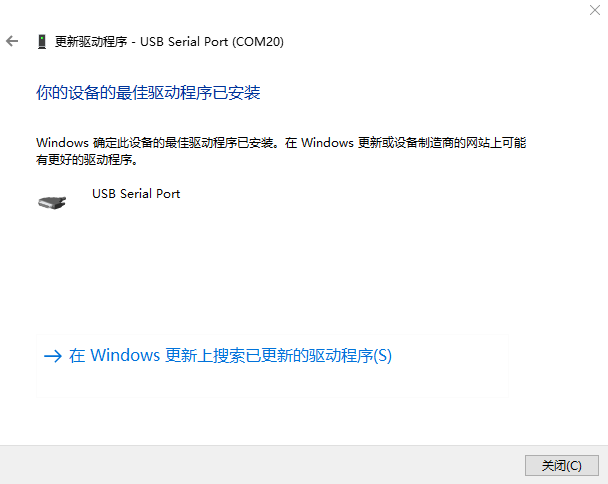 更新驱动程序 - USB Serial Port (COM20)
你的设备的最佳驱动程序已安装
Windows 确定此设备的最佳驱动程序已安装。在 Windows 更新或设备制造商的网站上可能
有更好的驱动程序。
USB Serial Port
在 Windows 更新上搜索已更新的驱动程序(S)
关闭(C)